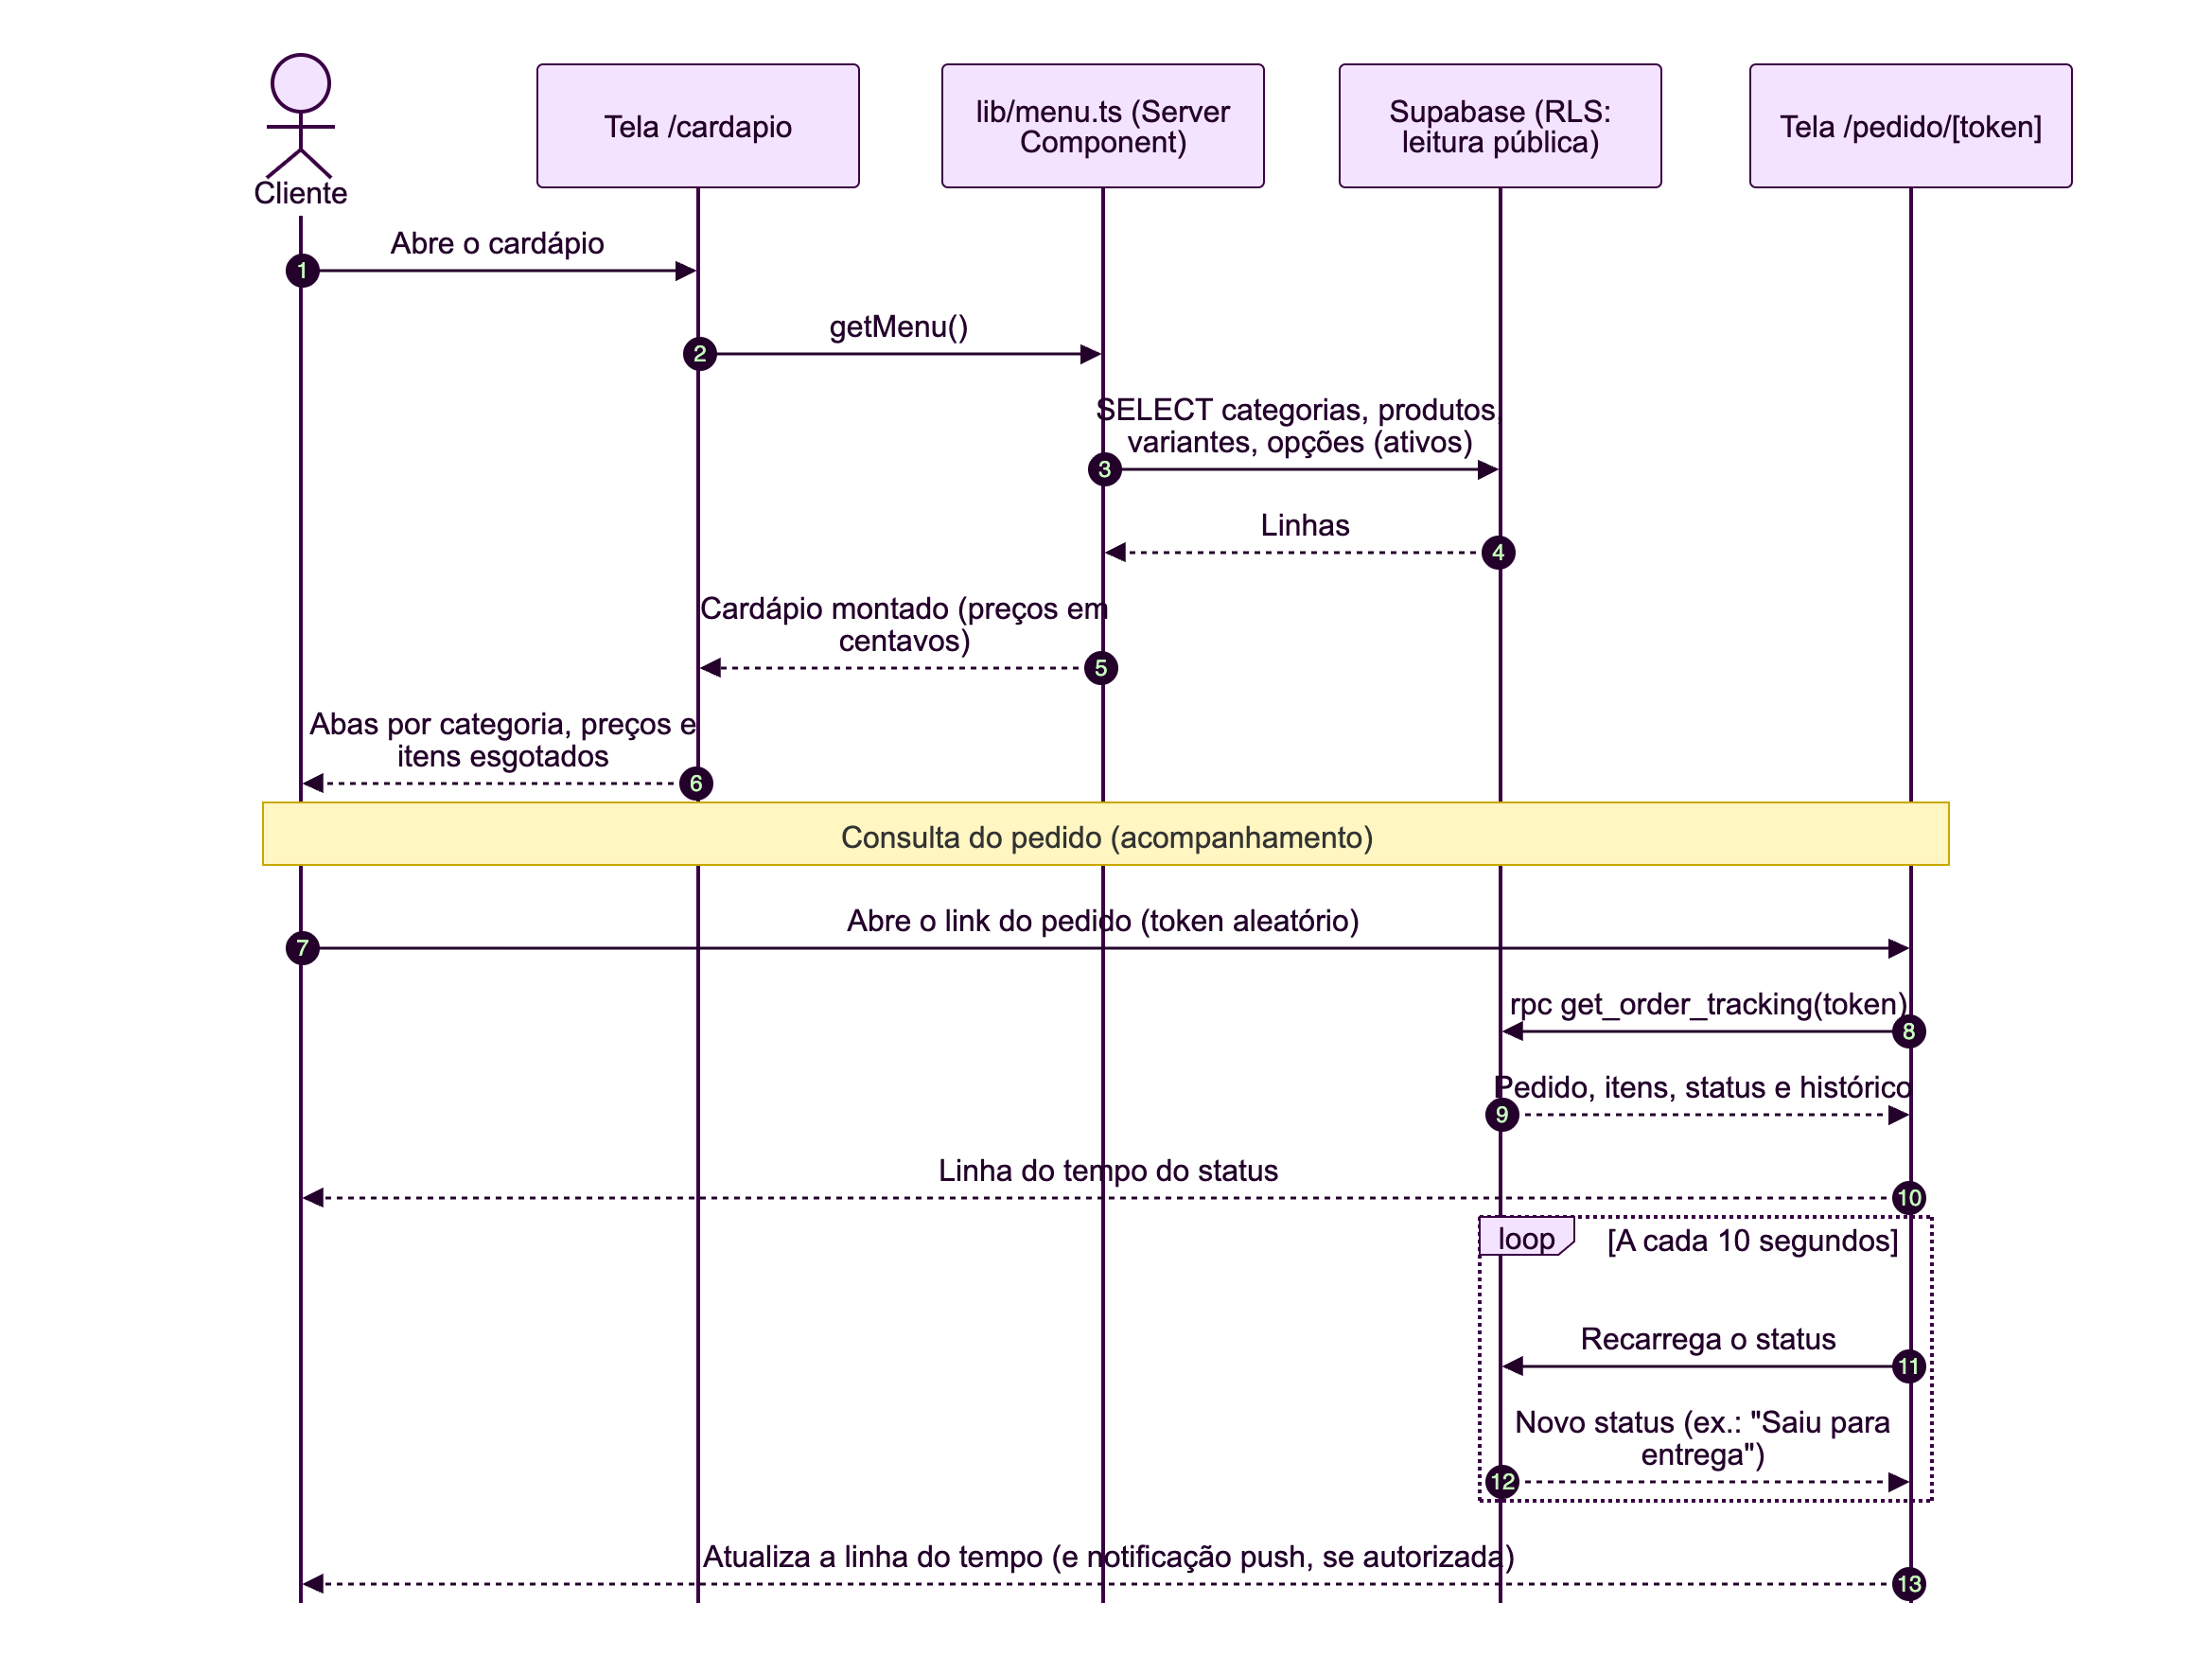 Cliente
Tela /cardapio
lib/menu.ts (Server
Component)
Supabase (RLS:
leitura pública)
Tela /pedido/[token]
Abre o cardápio
1
getMenu()
2
SELECT categorias, produtos,
variantes, opções (ativos)
3
Linhas
4
Cardápio montado (preços em
centavos)
5
Abas por categoria, preços e
itens esgotados
6
Consulta do pedido (acompanhamento)
Abre o link do pedido (token aleatório)
7
rpc get_order_tracking(token)
8
Pedido, itens, status e histórico
9
Linha do tempo do status
10
loop
[A cada 10 segundos]
Recarrega o status
11
Novo status (ex.: "Saiu para
entrega")
12
Atualiza a linha do tempo (e notificação push, se autorizada)
13